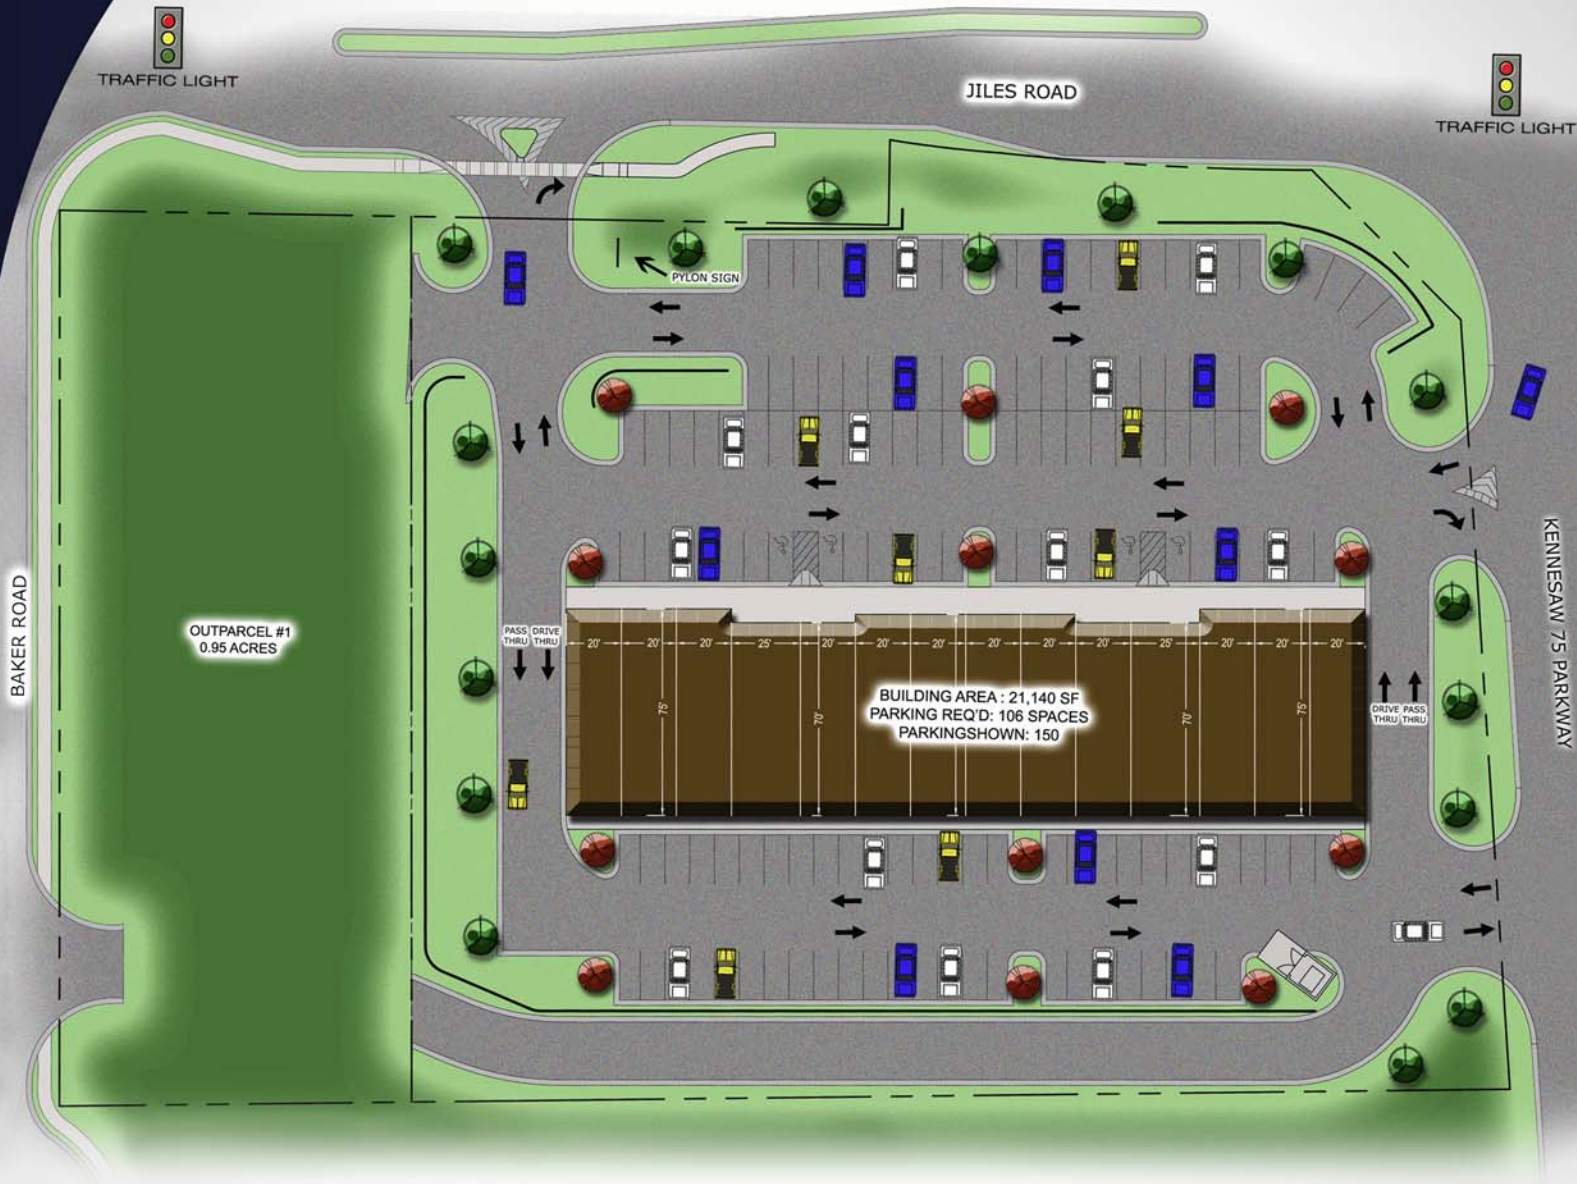 TRAFFIC LIGHT
JILES ROAD
TRAFFIC LIGHT
PYLON SIGN
BAKER ROAD
OUTPARCEL #1
0.95 ACRES
PASS
THRU
DRIVE
THRU
20'
20'
20'
25'
20'
20'
20'
20'
20'
25'
20'
20'
75'
70'
70'
75'
BUILDING AREA : 21,140 SF
PARKING REQ'D: 106 SPACES
PARKINGSHOWN: 150
DRIVE
THRU
PASS
THRU
KENNESAW 75 PARKWAY